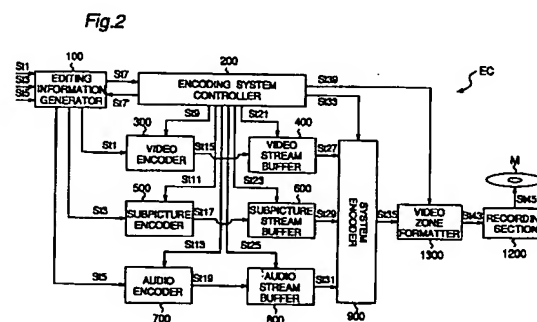 Fig.2
100
200
EC
St1
St3
St5
EDITING
INFORMATION
GENERATOR
St7
St7'
ENCODING SYSTEM
CONTROLLER
St39
St33
St9
St21
300
400
St1
VIDEO
ENCODER
St15
VIDEO
STREAM
BUFFER
St27
St11
St23
500
600
St3
SUBPICTURE
ENCODER
St17
SUBPICTURE
STREAM
BUFFER
St29
SYSTEM
ENCODER
St35
VIDEO ZONE
FORMATTER
1300
St43
RECORDING
SECTION
1200
St45
M
St13
St25
St5
AUDIO
ENCODER
700
St19
AUDIO
STREAM
BUFFER
800
St31
900